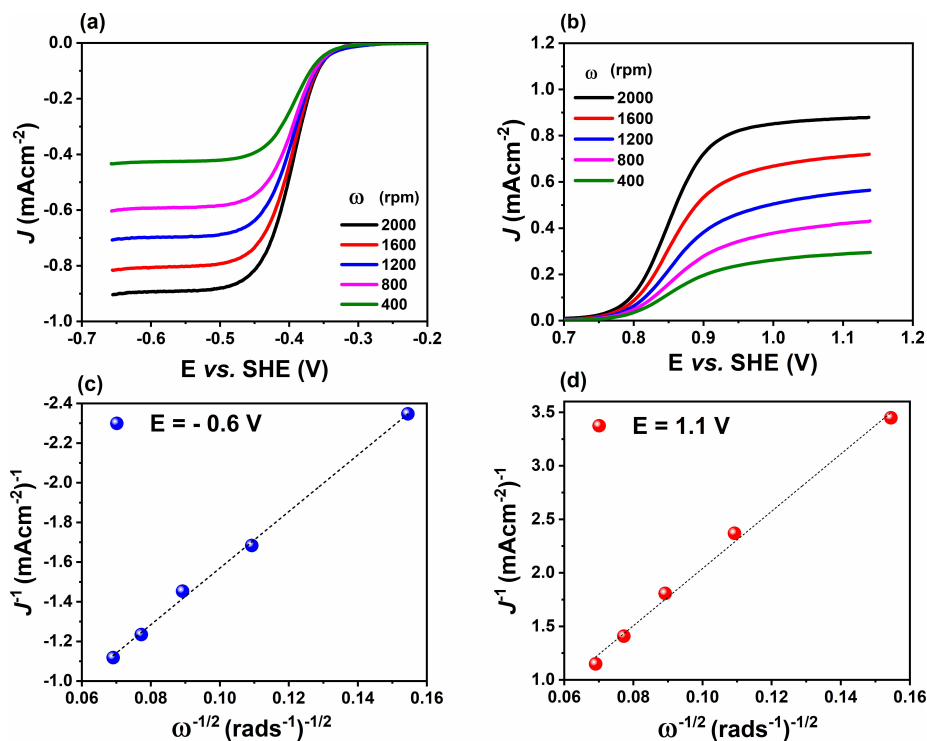 (a)
0.0
-0.2
-0.4
-0.6
-0.8
-1.0
J (mAcm⁻²)
ω (rpm)
2000
1600
1200
800
400
-0.7 -0.6 -0.5 -0.4 -0.3 -0.2
E vs. SHE (V)
(b)
1.2
1.0
0.8
0.6
0.4
0.2
0.0
J (mAcm⁻²)
ω (rpm)
2000
1600
1200
800
400
0.7 0.8 0.9 1.0 1.1 1.2
E vs. SHE (V)
(c)
-2.4
-2.2
-2.0
-1.8
-1.6
-1.4
-1.2
-1.0
J⁻¹ (mAcm⁻²)⁻¹
E = - 0.6 V
0.06 0.08 0.10 0.12 0.14 0.16
ω⁻¹/² (rads⁻¹)⁻¹/²
(d)
3.5
3.0
2.5
2.0
1.5
1.0
J⁻¹ (mAcm⁻²)⁻¹
E = 1.1 V
0.06 0.08 0.10 0.12 0.14 0.16
ω⁻¹/² (rads⁻¹)⁻¹/²